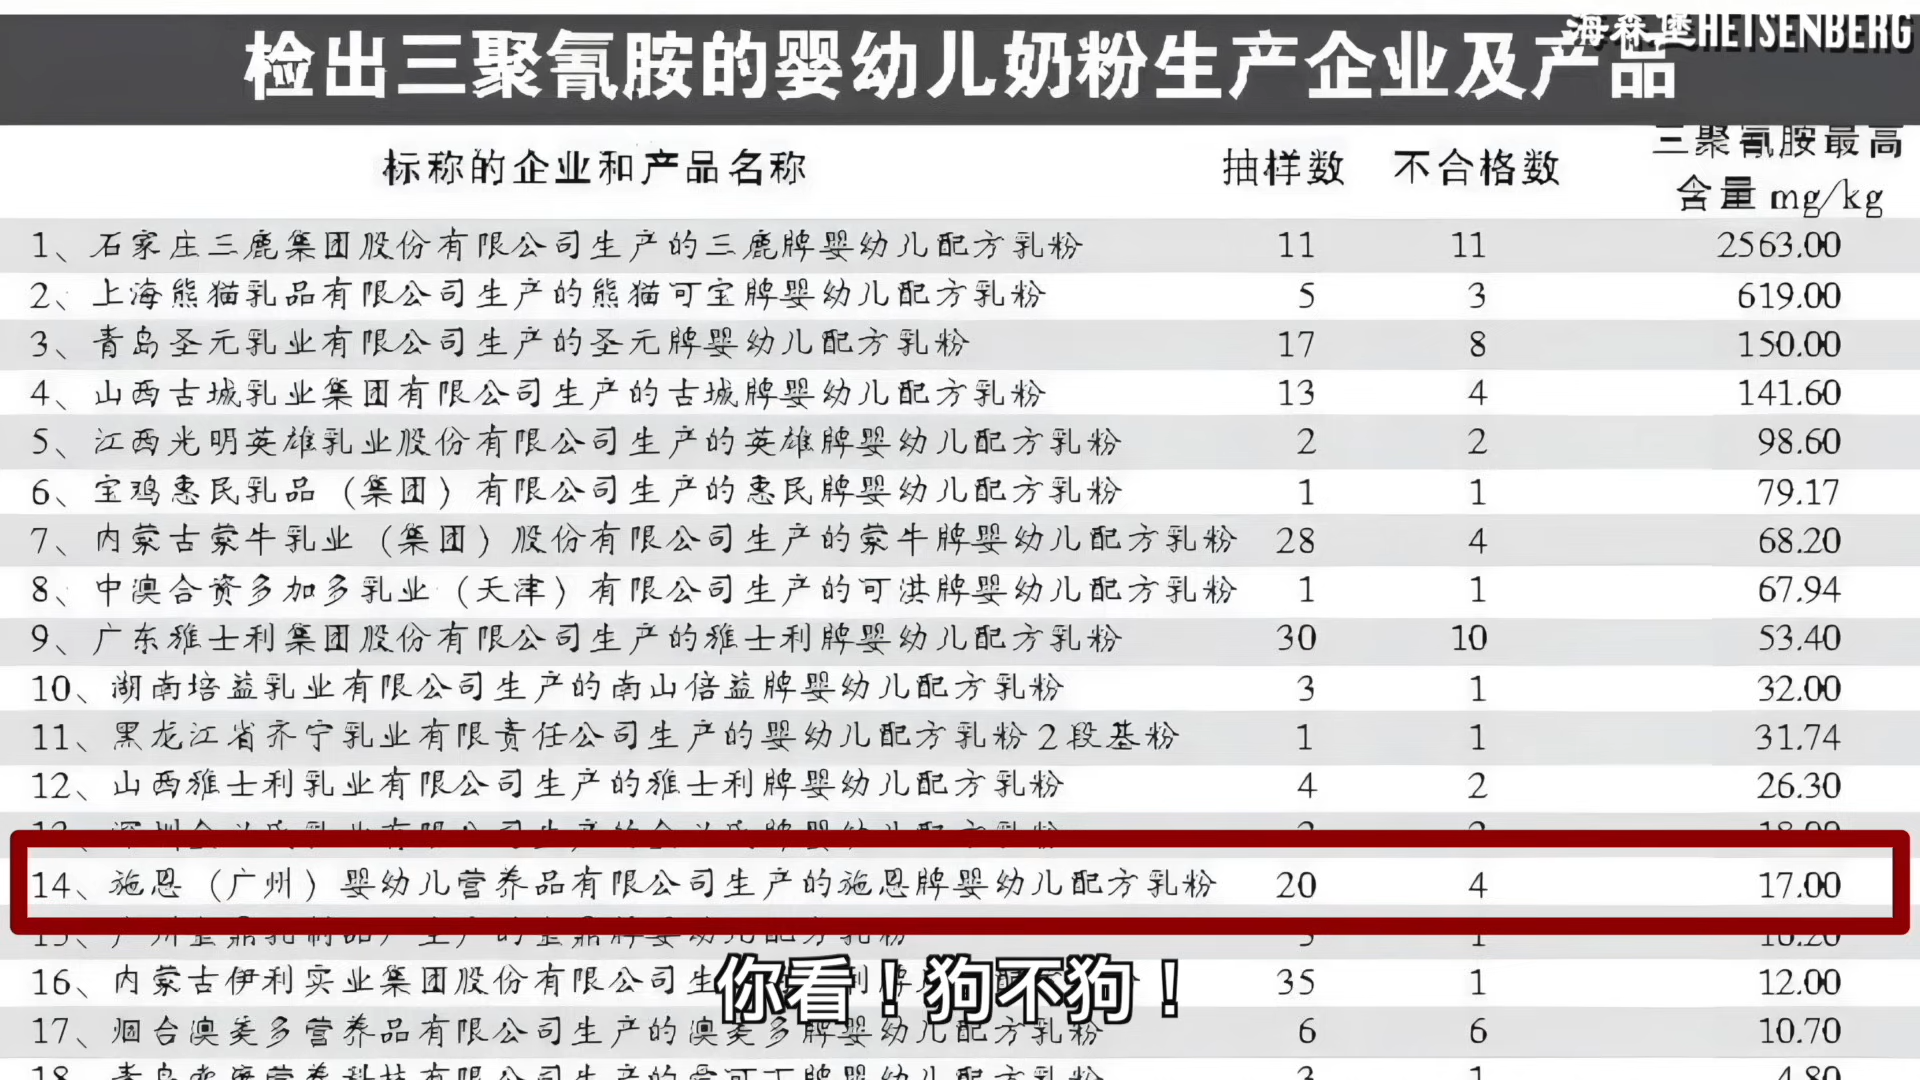 海森堡HEISENBERG
检出三聚氰胺的婴幼儿奶粉生产企业及产品
标称的企业和产品名称 抽样数 不合格数 三聚氰胺最高含量 mg/kg
1、石家庄三鹿集团股份有限公司生产的三鹿牌婴幼儿配方乳粉 11 11 2563.00
2、上海熊猫乳品有限公司生产的熊猫可宝牌婴幼儿配方乳粉 5 3 619.00
3、青岛圣元乳业有限公司生产的圣元牌婴幼儿配方乳粉 17 8 150.00
4、山西古城乳业集团有限公司生产的古城牌婴幼儿配方乳粉 13 4 141.60
5、江西光明英雄乳业股份有限公司生产的英雄牌婴幼儿配方乳粉 2 2 98.60
6、宝鸡惠民乳品（集团）有限公司生产的惠民牌婴幼儿配方乳粉 1 1 79.17
7、内蒙古蒙牛乳业（集团）股份有限公司生产的蒙牛牌婴幼儿配方乳粉 28 4 68.20
8、中澳合资多加多乳业（天津）有限公司生产的可淇牌婴幼儿配方乳粉 1 1 67.94
9、广东雅士利集团股份有限公司生产的雅士利牌婴幼儿配方乳粉 30 10 53.40
10、湖南培益乳业有限公司生产的南山倍益牌婴幼儿配方乳粉 3 1 32.00
11、黑龙江省齐宁乳业有限责任公司生产的婴幼儿配方乳粉2段基粉 1 1 31.74
12、山西雅士利乳业有限公司生产的雅士利牌婴幼儿配方乳粉 4 2 26.30
14、施恩（广州）婴幼儿营养品有限公司生产的施恩牌婴幼儿配方乳粉 20 4 17.00
16、内蒙古伊利实业集团股份有限公司生 利牌 35 1 12.00
你看！狗不狗！
17、烟台澳美多营养品有限公司生产的澳美多牌婴幼儿配方乳粉 6 6 10.70